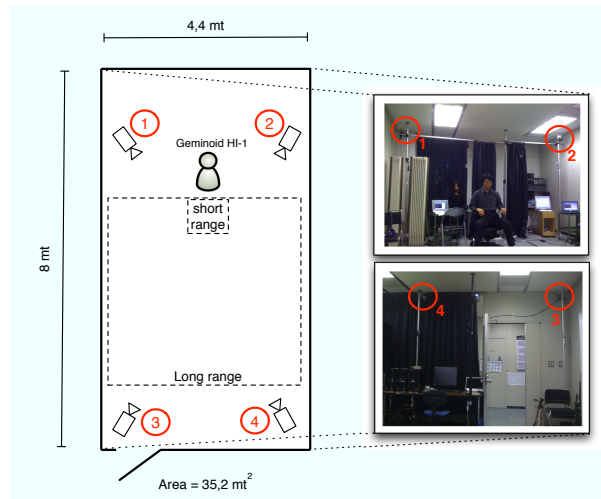 4,4 mt
1
2
Geminoid HI-1
short
range
8 mt
Long range
3
4
Area = 35,2 mt²
1
2
4
3